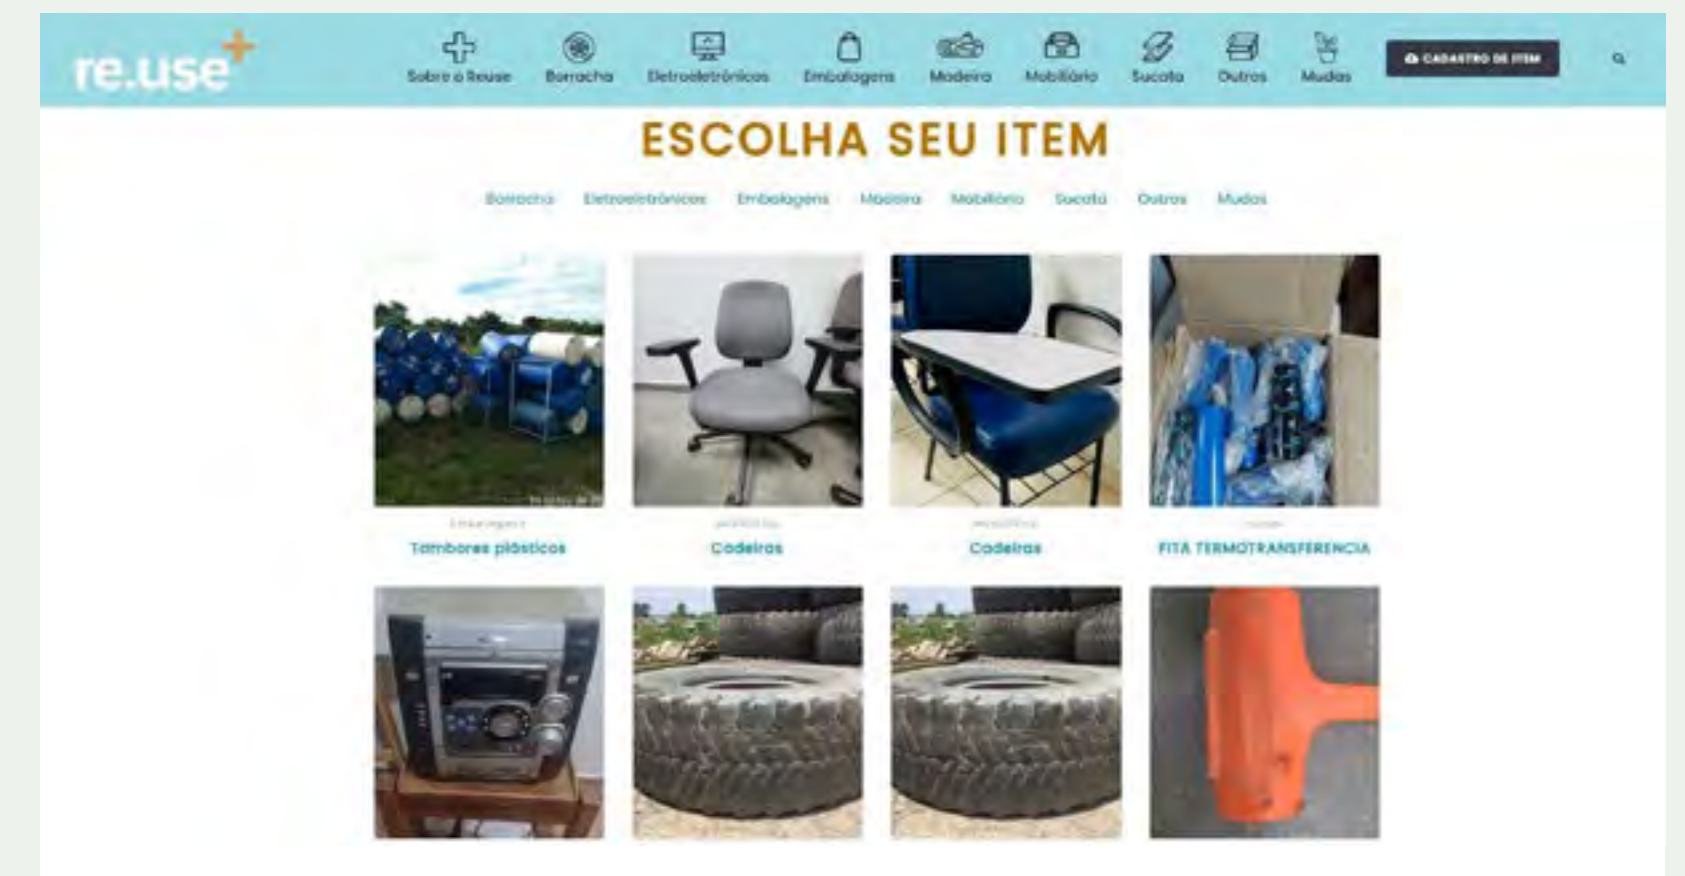 re.use+
Sobre o Reuse Borracha Eletroeletrônicos Embalagens Madeira Mobiliário Sucata Outros Mudas CADASTRO DE ITEM
ESCOLHA SEU ITEM
Borracha Eletroeletrônicos Embalagens Madeira Mobiliário Sucata Outros Mudas
Tambores plásticos Cadeiras Cadeiras FITA TERMOTRANSFERENCIA